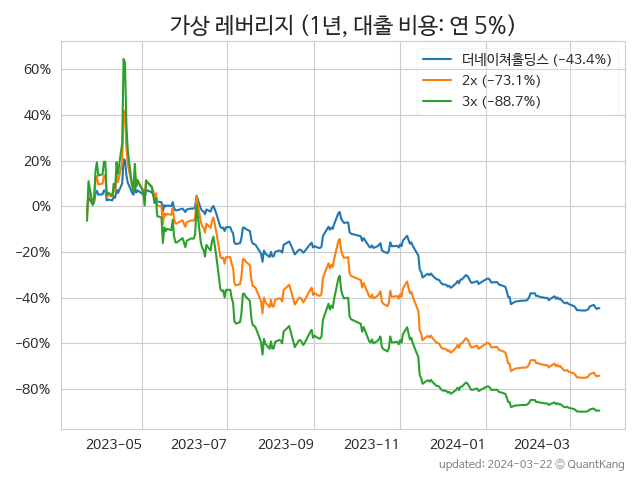 가상 레버리지 (1년, 대출 비용: 연 5%)
더네이쳐홀딩스 (−43.4%)
2x (−73.1%)
3x (−88.7%)
60%
40%
20%
0%
−20%
−40%
−60%
−80%
2023-05 2023-07 2023-09 2023-11 2024-01 2024-03
updated: 2024-03-22 © QuantKang